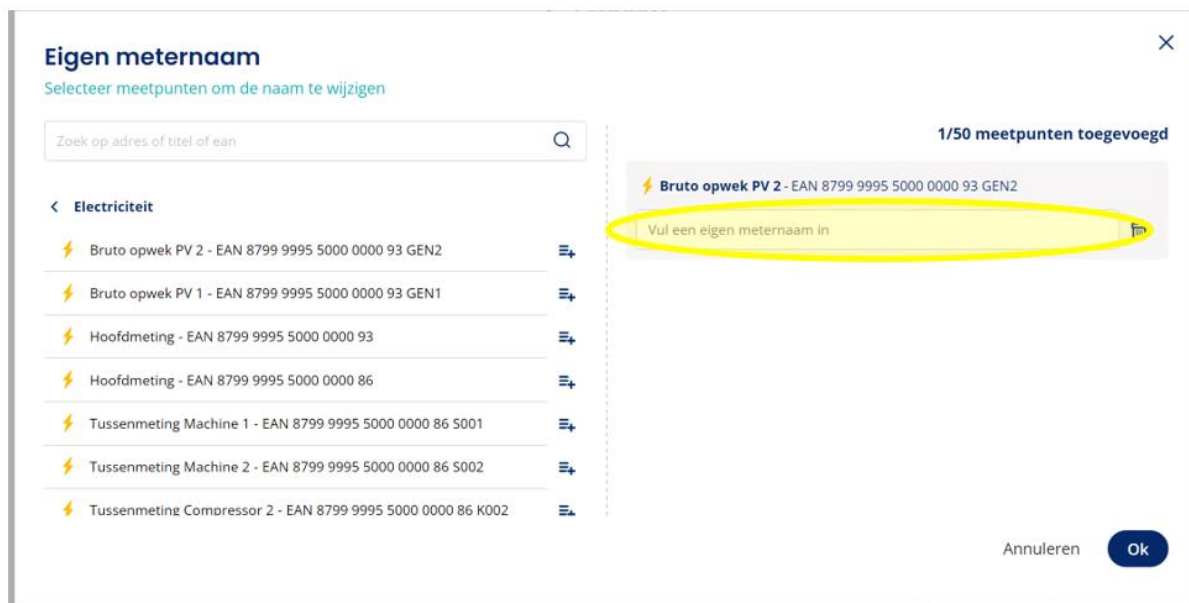 Eigen meternaam
Selecteer meetpunten om de naam te wijzigen
Zoek op adres of titel of ean
Electriciteit
Bruto opwek PV 2 - EAN 8799 9995 5000 0000 93 GEN2
Bruto opwek PV 1 - EAN 8799 9995 5000 0000 93 GEN1
Hoofdmeting - EAN 8799 9995 5000 0000 93
Hoofdmeting - EAN 8799 9995 5000 0000 86
Tussenmeting Machine 1 - EAN 8799 9995 5000 0000 86 S001
Tussenmeting Machine 2 - EAN 8799 9995 5000 0000 86 S002
Tussenmeting Compressor 2 - EAN 8799 9995 5000 0000 86 K002
1/50 meetpunten toegevoegd
Bruto opwek PV 2 - EAN 8799 9995 5000 0000 93 GEN2
Vul een eigen meternaam in
Annuleren
Ok